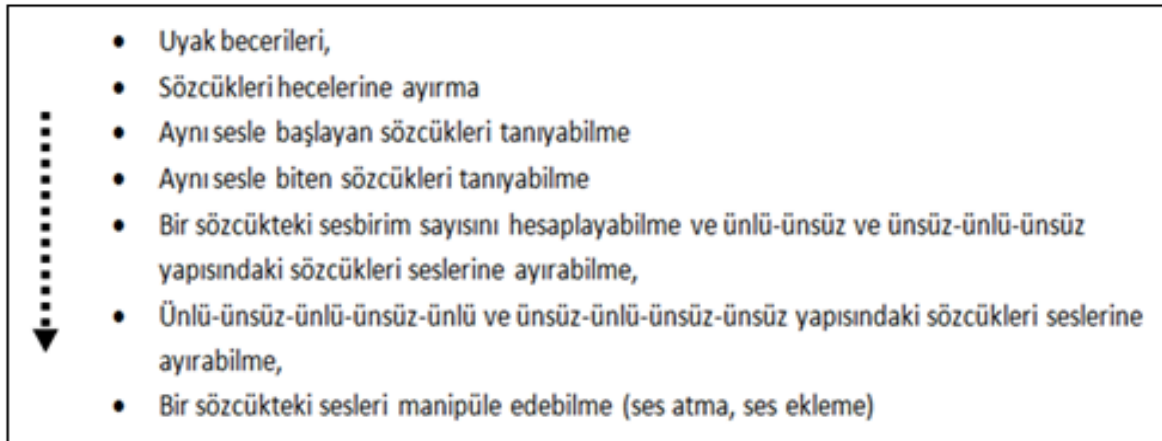 • Uyak becerileri,
• Sözcükleri hecelerine ayırma
• Aynı sesle başlayan sözcükleri tanıyabilme
• Aynı sesle biten sözcükleri tanıyabilme
• Bir sözcükteki sesbirim sayısını hesaplayabilme ve ünlü-ünsüz ve ünsüz-ünlü-ünsüz
yapısındaki sözcükleri seslerine ayırabilme,
• Ünlü-ünsüz-ünlü-ünsüz-ünlü ve ünsüz-ünlü-ünsüz-ünsüz yapısındaki sözcükleri seslerine
ayırabilme,
• Bir sözcükteki sesleri manipüle edebilme (ses atma, ses ekleme)